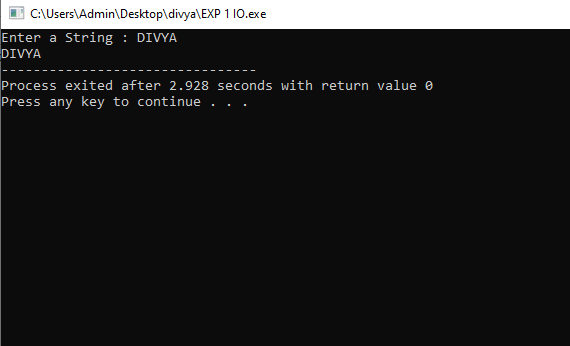 C:\Users\Admin\Desktop\divya\EXP 1 IO.exe
Enter a String : DIVYA
DIVYA
--------------------------------
Process exited after 2.928 seconds with return value 0
Press any key to continue . . .